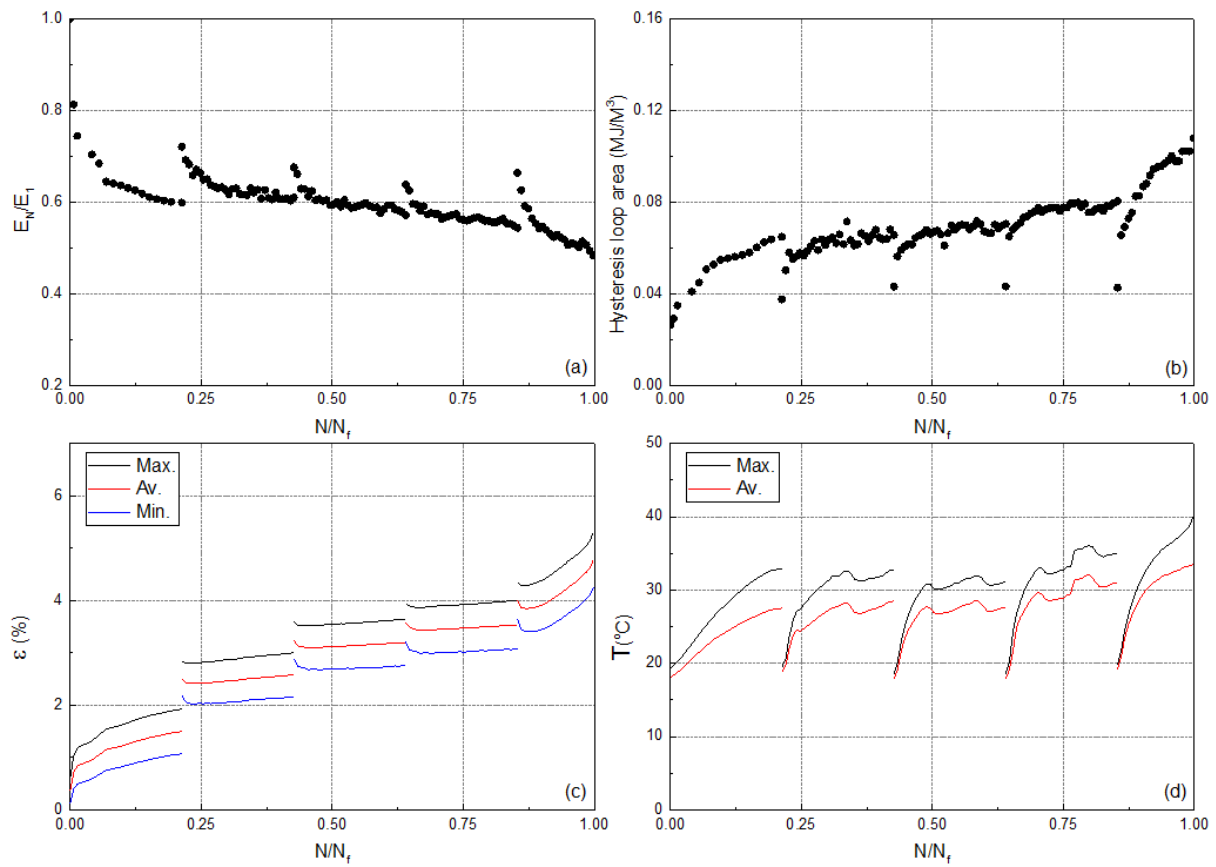 1.0
0.8
0.6
0.4
0.2
E_N/E_1
0.00
0.25
0.50
0.75
1.00
N/N_f
(a)
0.16
0.12
0.08
0.04
0.00
Hysteresis loop area (MJ/M³)
0.00
0.25
0.50
0.75
1.00
N/N_f
(b)
Max.
Av.
Min.
6
4
2
0
ε (%)
0.00
0.25
0.50
0.75
1.00
N/N_f
(c)
Max.
Av.
50
40
30
20
10
0
T(ºC)
0.00
0.25
0.50
0.75
1.00
N/N_f
(d)